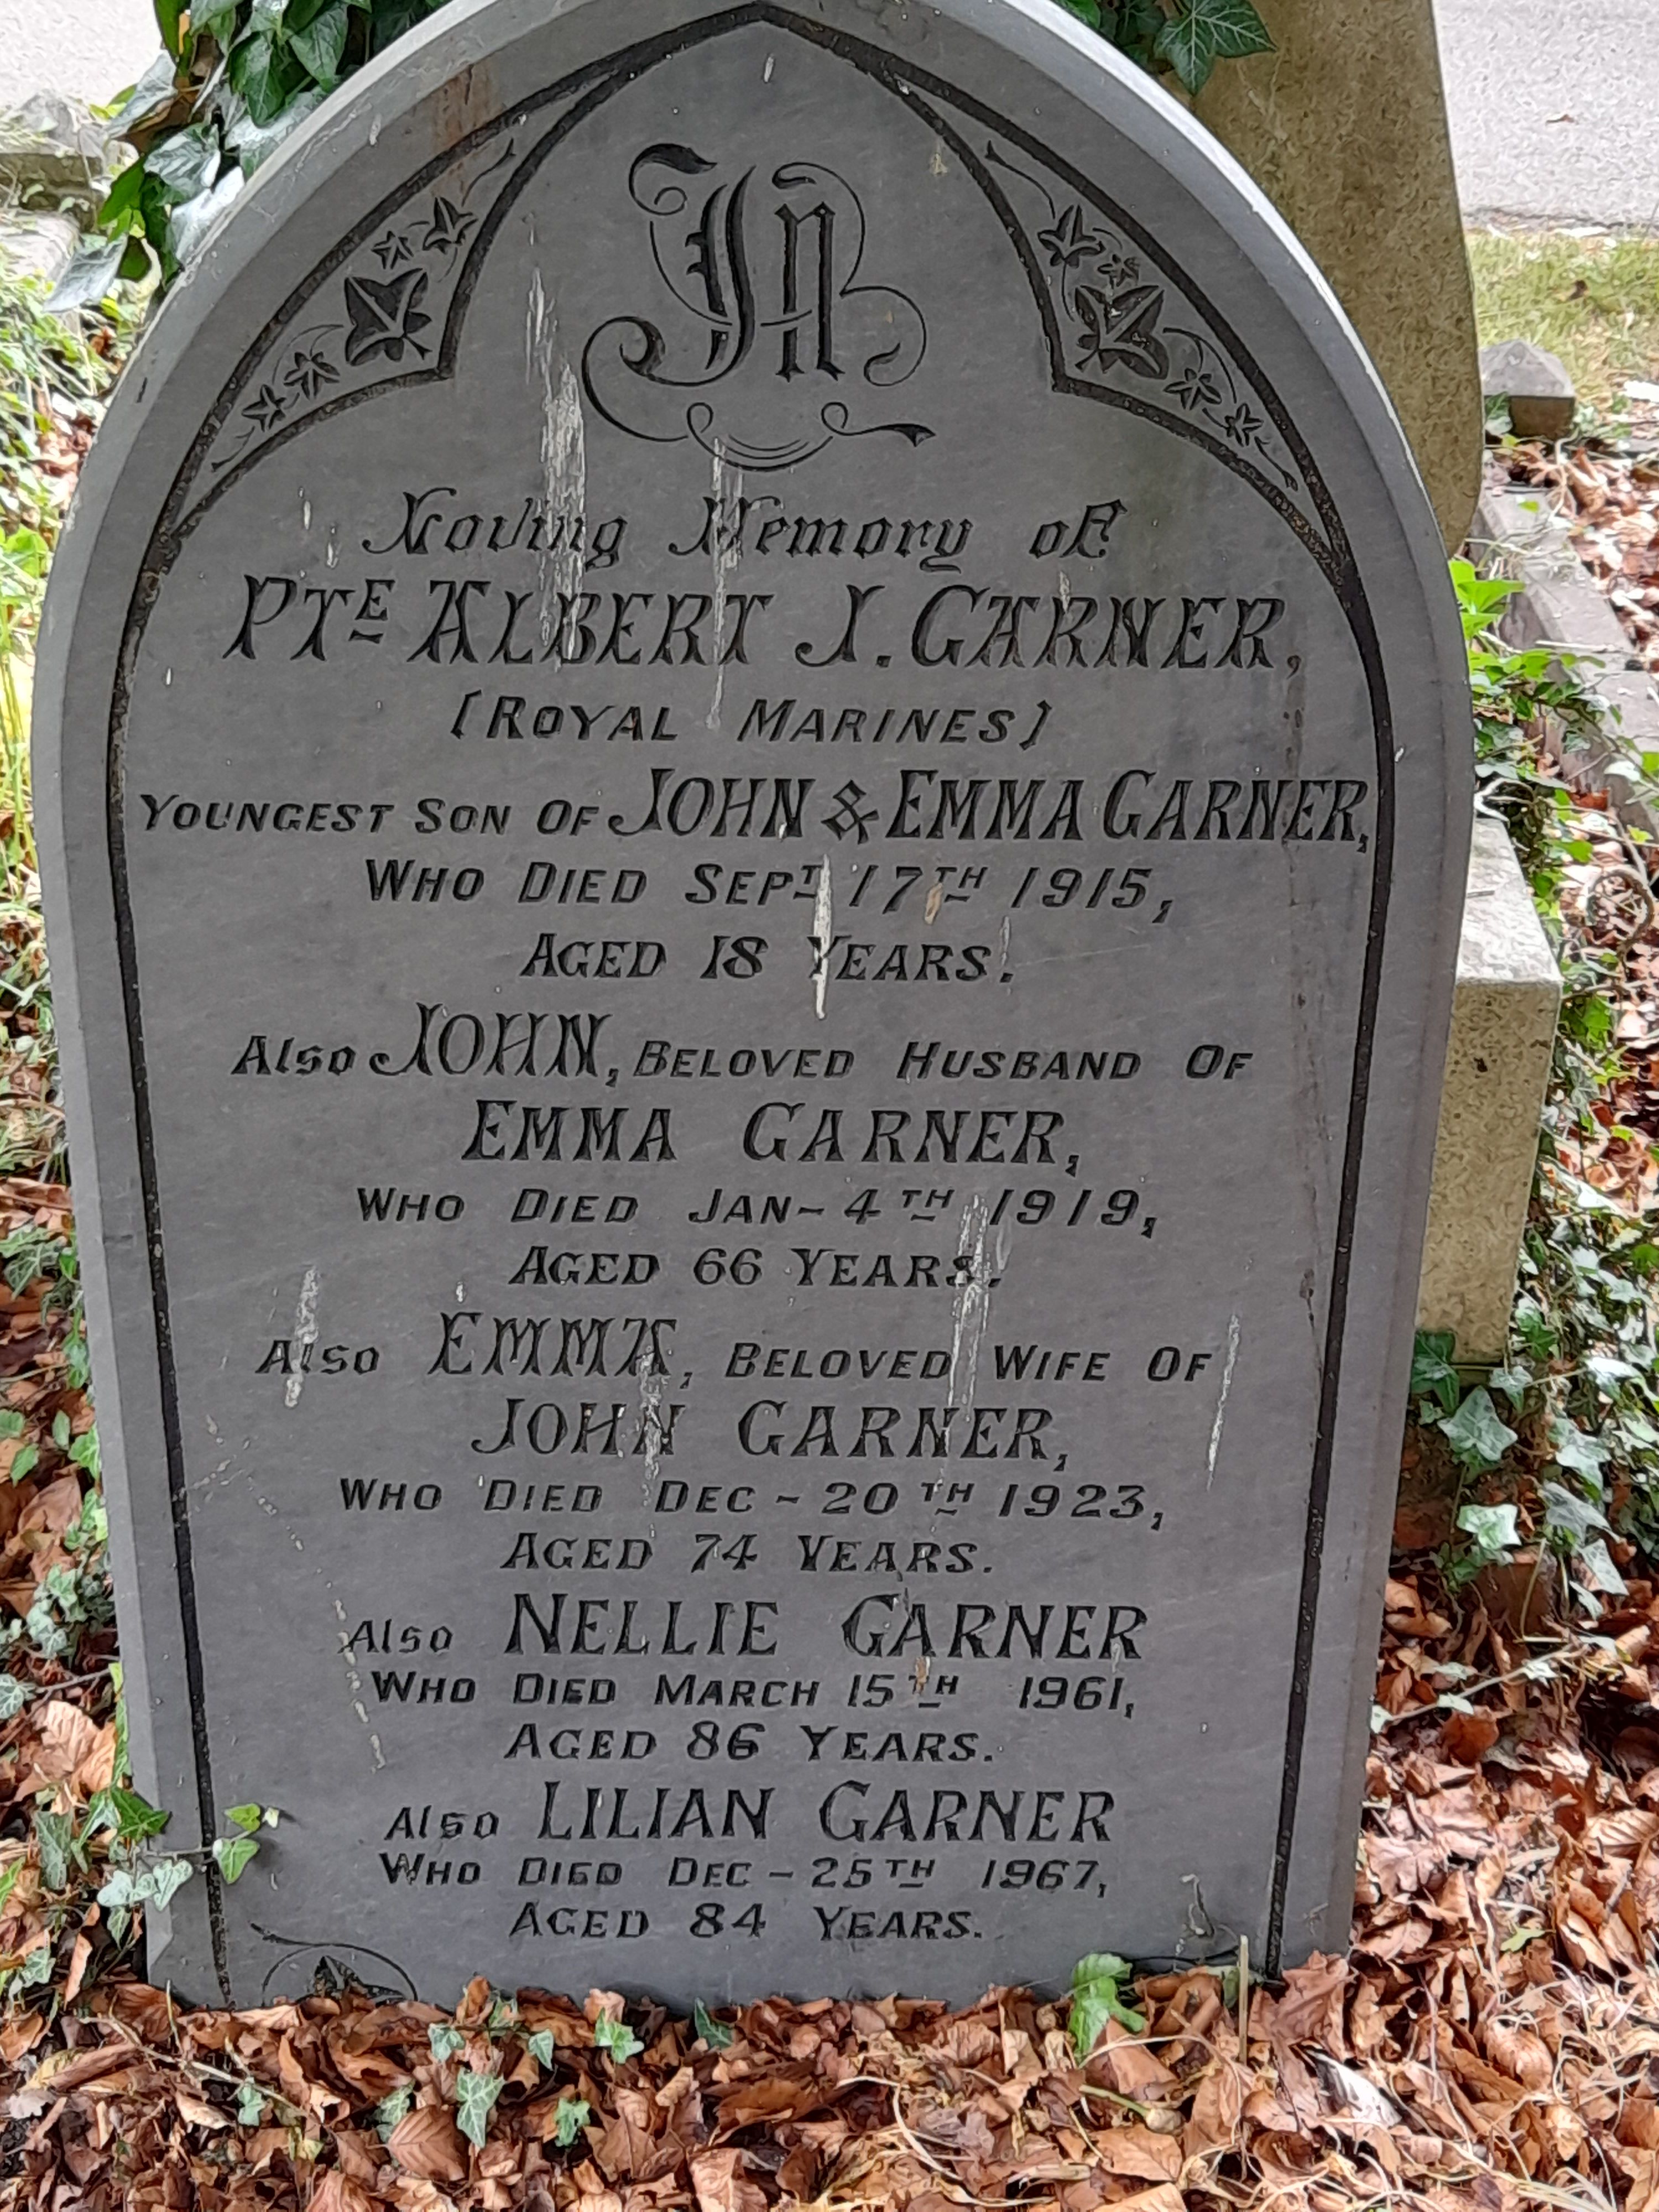 In
Loving Memory of
PTE ALBERT J. GARNER,
[ROYAL MARINES]
YOUNGEST SON OF JOHN & EMMA GARNER,
WHO DIED SEPT 17TH 1915,
AGED 18 YEARS.
ALSO JOHN, BELOVED HUSBAND OF
EMMA GARNER,
WHO DIED JAN- 4TH 1919,
AGED 66 YEARS.
ALSO EMMA, BELOVED WIFE OF
JOHN GARNER,
WHO DIED DEC - 20TH 1923,
AGED 74 YEARS.
ALSO NELLIE GARNER
WHO DIED MARCH 15TH 1961,
AGED 86 YEARS.
ALSO LILIAN GARNER
WHO DIED DEC - 25TH 1967,
AGED 84 YEARS.